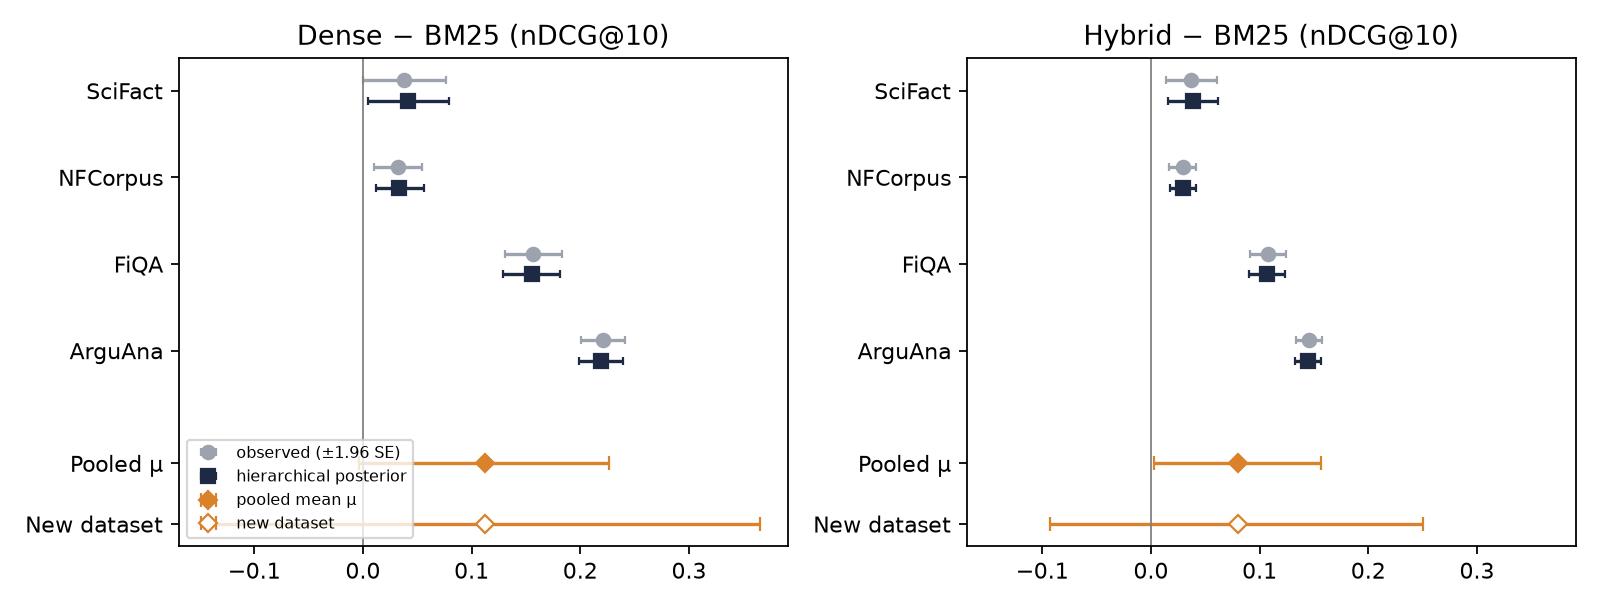 Dense − BM25 (nDCG@10)
SciFact
NFCorpus
FiQA
ArguAna
Pooled μ
New dataset
observed (±1.96 SE)
hierarchical posterior
pooled mean μ
new dataset
−0.1 0.0 0.1 0.2 0.3
Hybrid − BM25 (nDCG@10)
SciFact
NFCorpus
FiQA
ArguAna
Pooled μ
New dataset
−0.1 0.0 0.1 0.2 0.3